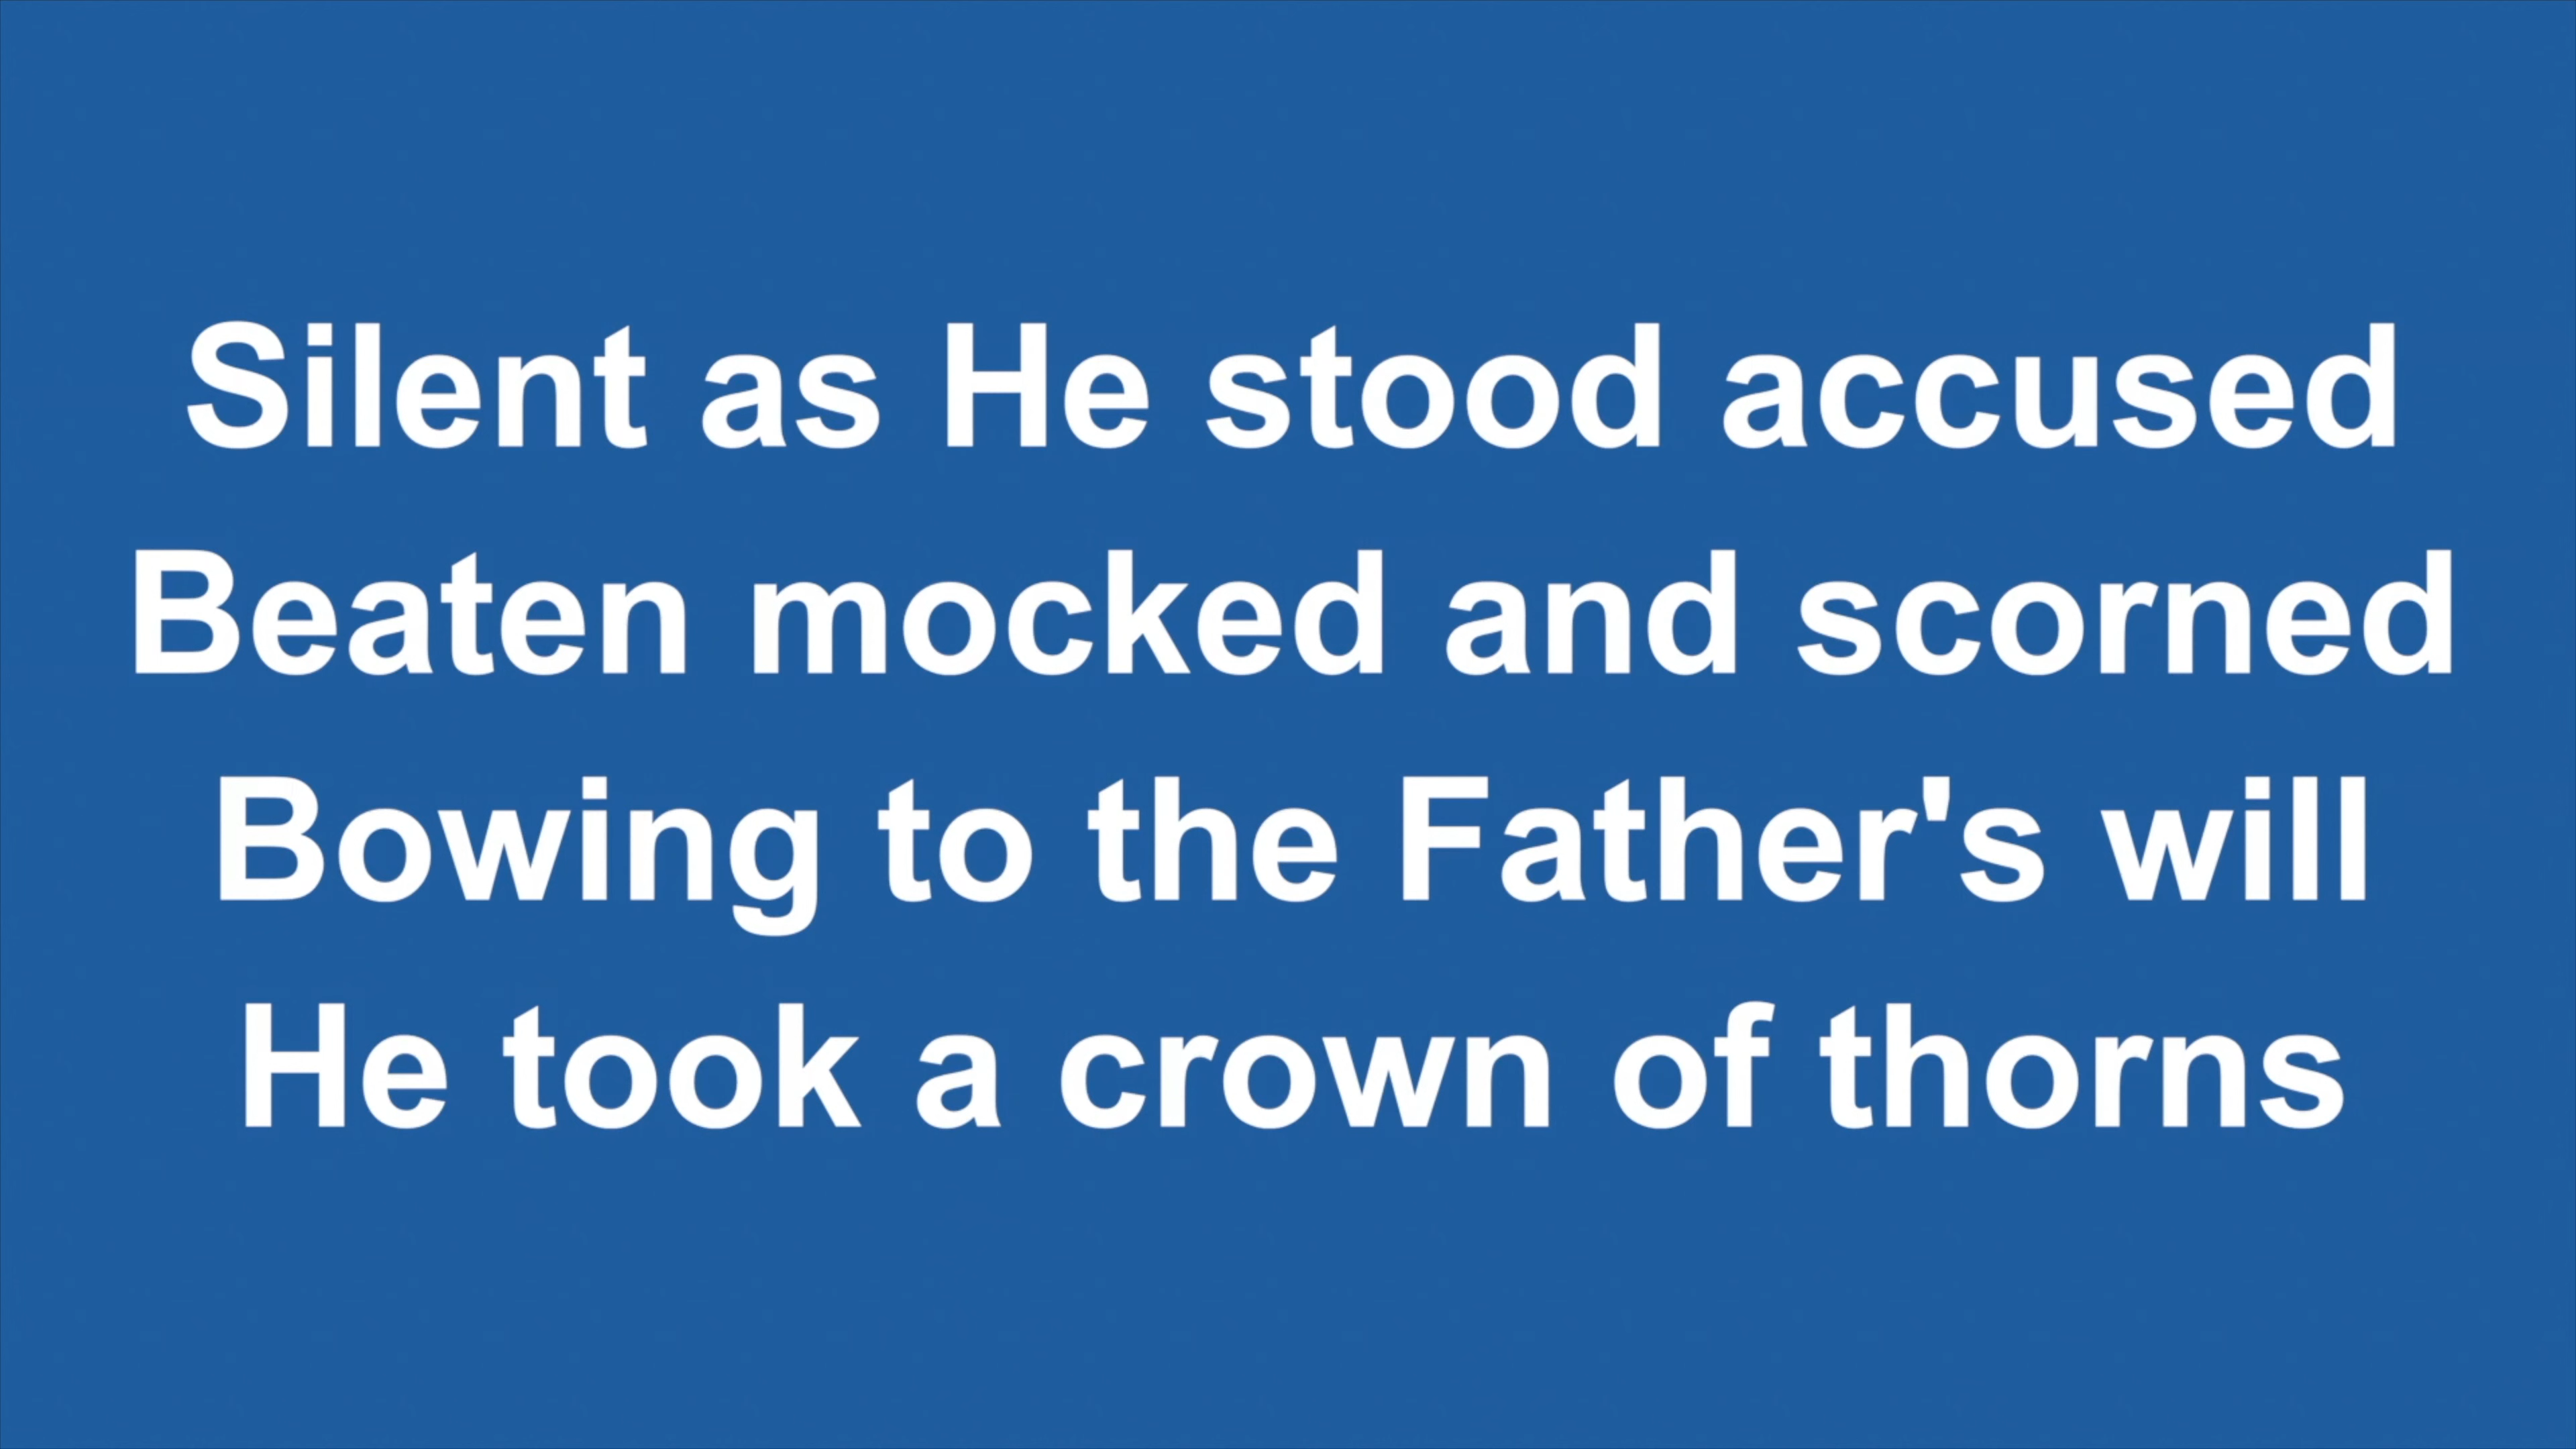 Silent as He stood accused
Beaten mocked and scorned
Bowing to the Father's will
He took a crown of thorns